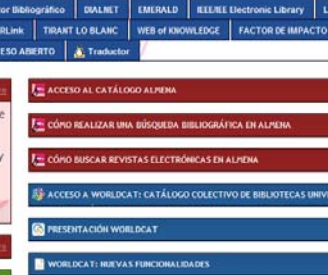 or Bibliográfico DIALNET EMERALD IEEE/IEE Electronic Library
RLink TIRANT LO BLANC WEB of KNOWLEDGE FACTOR DE IMPACTO
ESO ABIERTO Traductor
ACCESO AL CATÁLOGO ALMENA
CÓMO REALIZAR UNA BÚSQUEDA BIBLIOGRÁFICA EN ALMENA
CÓMO BUSCAR REVISTAS ELECTRÓNICAS EN ALMENA
ACCESO A WORLDCAT: CATÁLOGO COLECTIVO DE BIBLIOTECAS UNIV
PRESENTACIÓN WORLDCAT
WORLDCAT: NUEVAS FUNCIONALIDADES